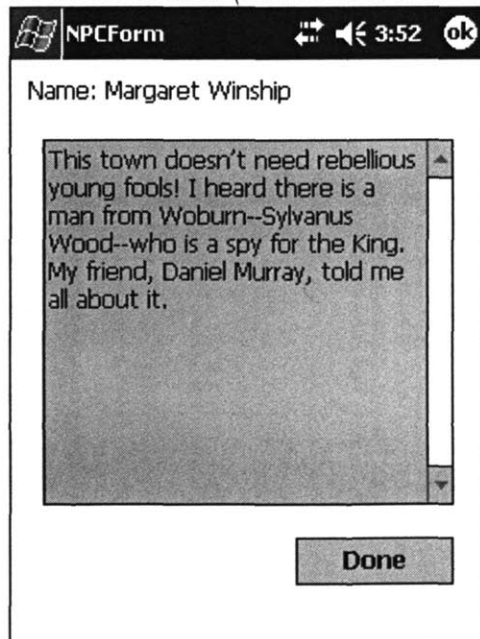 NPCForm 3:52 ok
Name: Margaret Winship
This town doesn't need rebellious
young fools! I heard there is a
man from Woburn--Sylvanus
Wood--who is a spy for the King.
My friend, Daniel Murray, told me
all about it.
Done